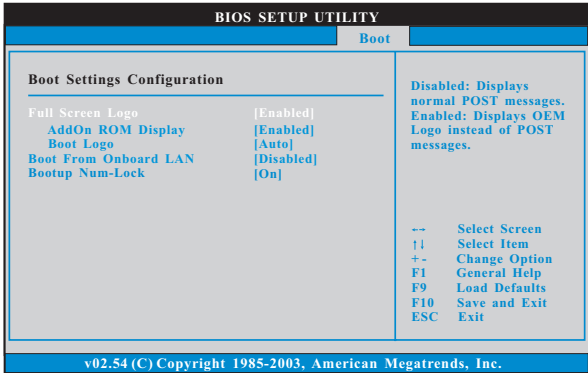 BIOS SETUP UTILITY
Boot
Boot Settings Configuration
Full Screen Logo [Enabled]
AddOn ROM Display [Enabled]
Boot Logo [Auto]
Boot From Onboard LAN [Disabled]
Bootup Num-Lock [On]
Disabled: Displays
normal POST messages.
Enabled: Displays OEM
Logo instead of POST
messages.
←→ Select Screen
↑↓ Select Item
+- Change Option
F1 General Help
F9 Load Defaults
F10 Save and Exit
ESC Exit
v02.54 (C) Copyright 1985-2003, American Megatrends, Inc.